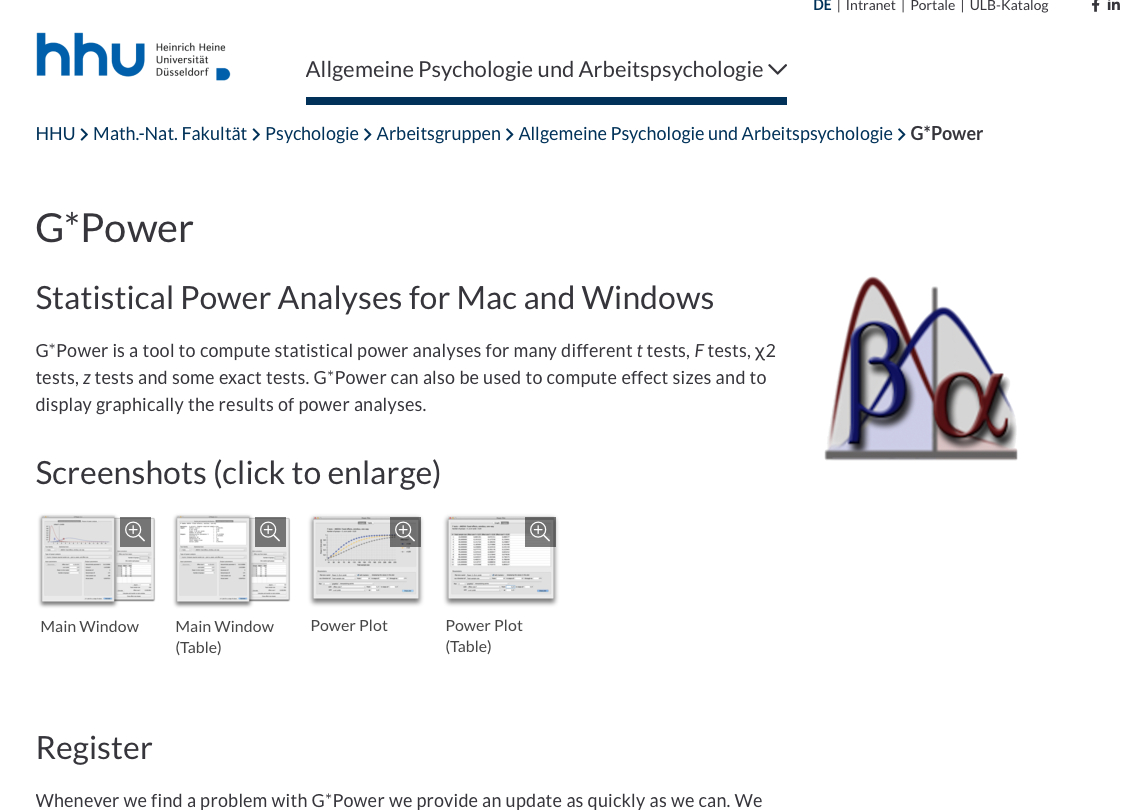 DE | Intranet | Portale | ULB-Katalog
hhu Heinrich Heine
Universität
Düsseldorf
Allgemeine Psychologie und Arbeitspsychologie
HHU > Math.-Nat. Fakultät > Psychologie > Arbeitsgruppen > Allgemeine Psychologie und Arbeitspsychologie > G*Power
G*Power
Statistical Power Analyses for Mac and Windows
G*Power is a tool to compute statistical power analyses for many different t tests, F tests, χ2
tests, z tests and some exact tests. G*Power can also be used to compute effect sizes and to
display graphically the results of power analyses.
β α
Screenshots (click to enlarge)
Main Window
Main Window
(Table)
Power Plot
Power Plot
(Table)
Register
Whenever we find a problem with G*Power we provide an update as quickly as we can. We